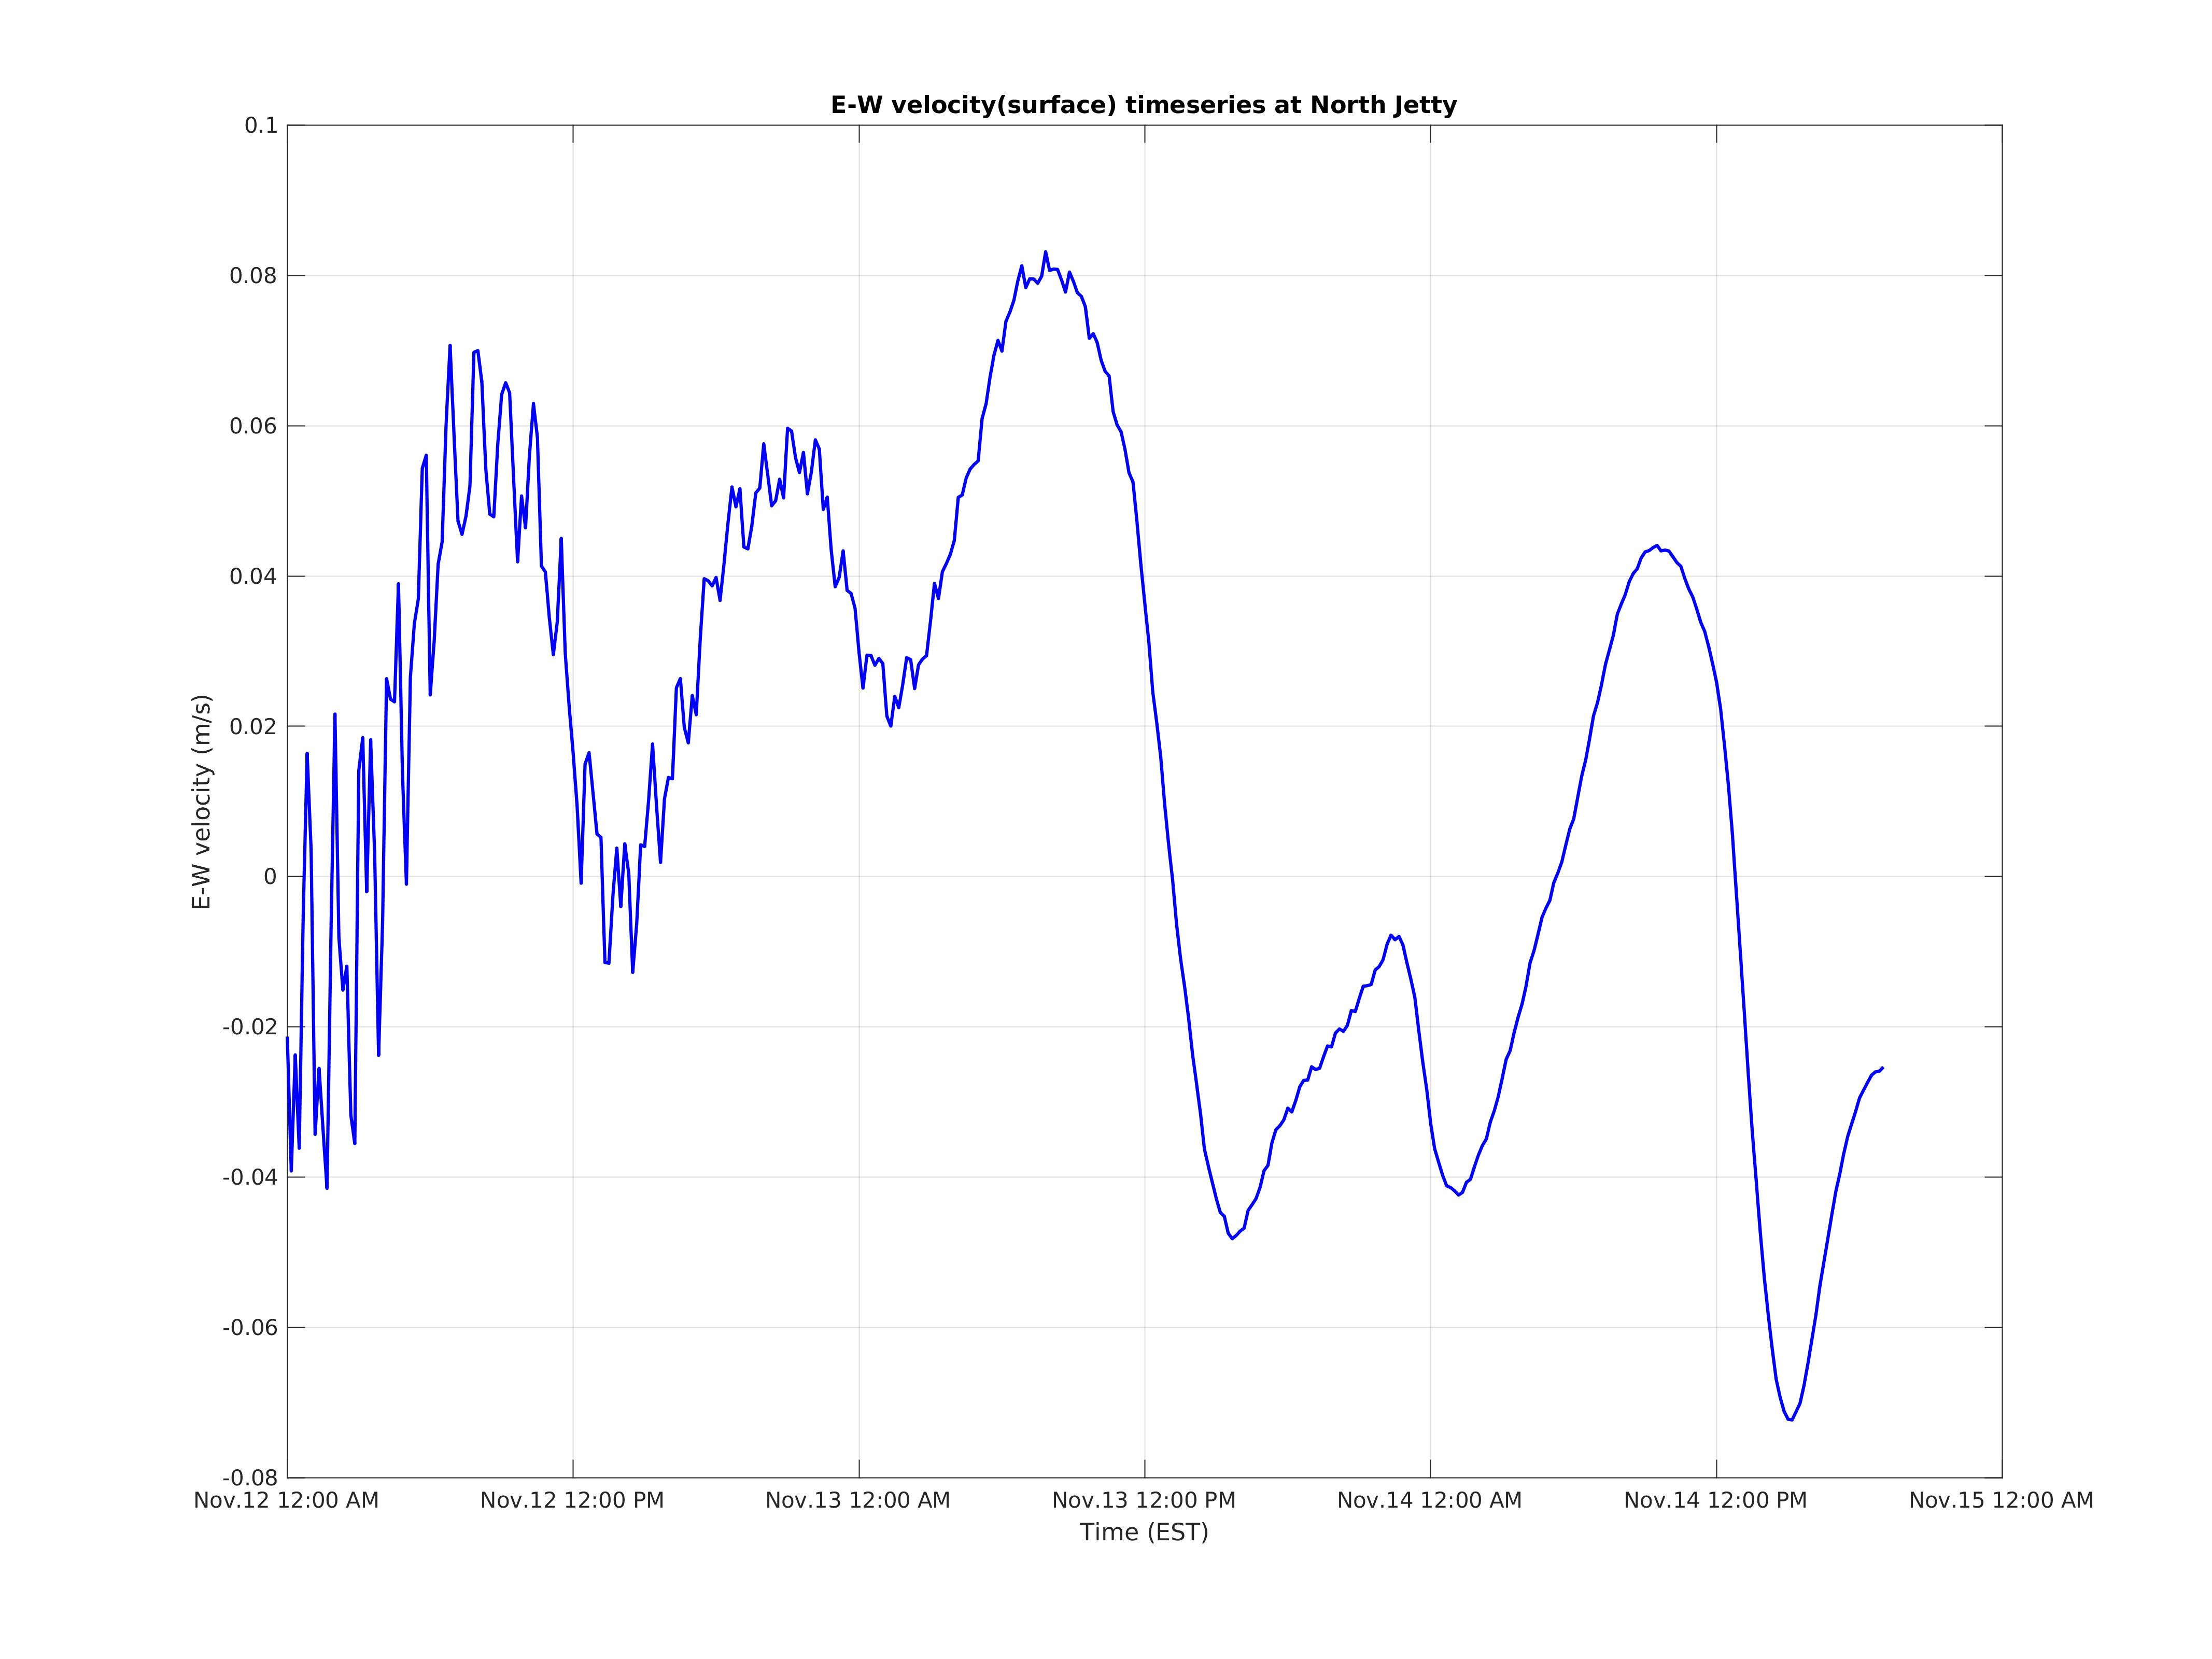 E-W velocity(surface) timeseries at North Jetty
0.1
0.08
0.06
0.04
0.02
0
-0.02
-0.04
-0.06
-0.08
E-W velocity (m/s)
Nov.12 12:00 AM
Nov.12 12:00 PM
Nov.13 12:00 AM
Nov.13 12:00 PM
Nov.14 12:00 AM
Nov.14 12:00 PM
Nov.15 12:00 AM
Time (EST)